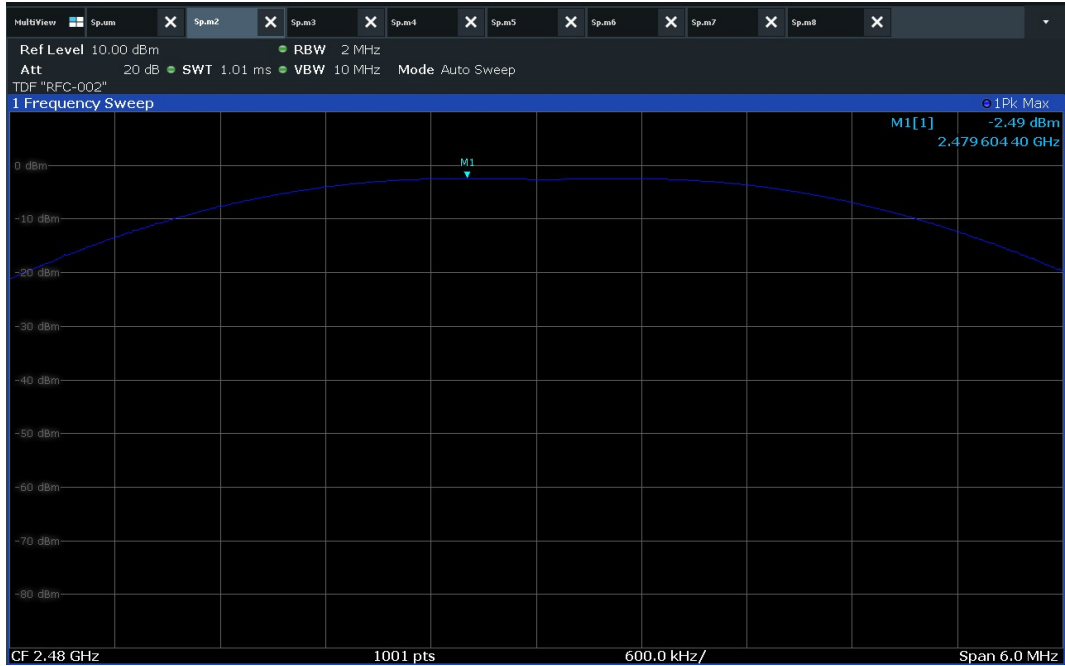 MultiView Sp.um Sp.m2 Sp.m3 Sp.m4 Sp.m5 Sp.m6 Sp.m7 Sp.m8
Ref Level 10.00 dBm RBW 2 MHz
Att 20 dB SWT 1.01 ms VBW 10 MHz Mode Auto Sweep
TDF "RFC-002"
1 Frequency Sweep 1Pk Max
M1[1] -2.49 dBm
2.479 604 40 GHz
M1
0 dBm
-10 dBm
-20 dBm
-30 dBm
-40 dBm
-50 dBm
-60 dBm
-70 dBm
-80 dBm
CF 2.48 GHz 1001 pts 600.0 kHz/ Span 6.0 MHz